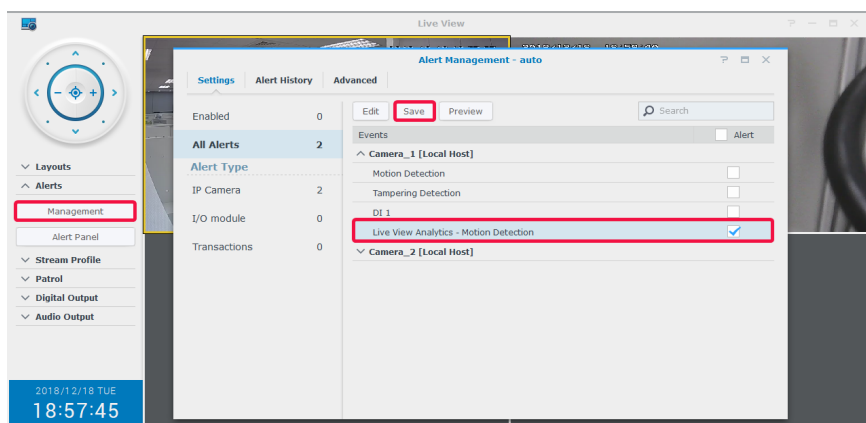 Live View
Alert Management - auto
Settings Alert History Advanced
Enabled 0
All Alerts 2
Alert Type
IP Camera 2
I/O module 0
Transactions 0
Edit Save Preview Search
Events Alert
Camera_1 [Local Host]
Motion Detection
Tampering Detection
DI 1
Live View Analytics - Motion Detection
Camera_2 [Local Host]
Layouts
Alerts
Management
Alert Panel
Stream Profile
Patrol
Digital Output
Audio Output
2018/12/18 TUE
18:57:45